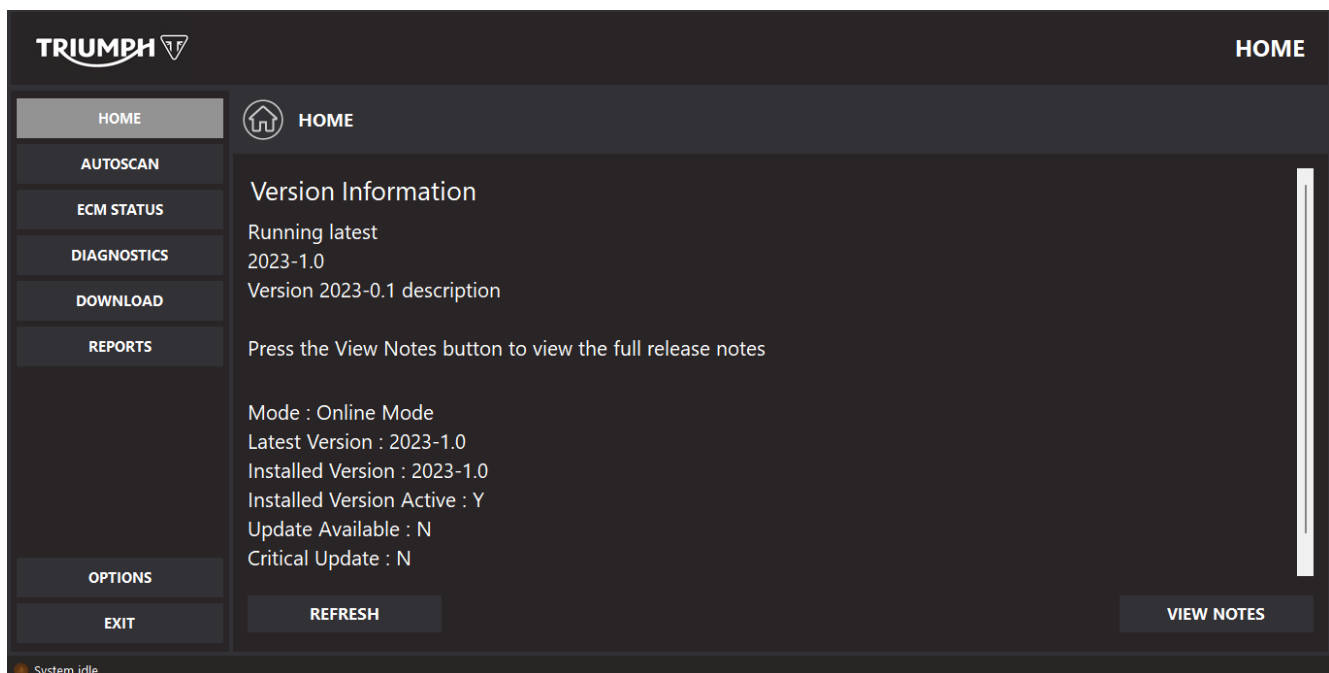 TRIUMPH
HOME
HOME
AUTOSCAN
ECM STATUS
DIAGNOSTICS
DOWNLOAD
REPORTS
OPTIONS
EXIT
HOME
Version Information
Running latest
2023-1.0
Version 2023-0.1 description
Press the View Notes button to view the full release notes
Mode : Online Mode
Latest Version : 2023-1.0
Installed Version : 2023-1.0
Installed Version Active : Y
Update Available : N
Critical Update : N
REFRESH
VIEW NOTES
System idle